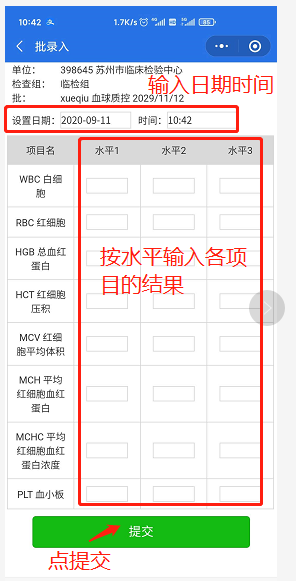 10:42
1.7K/s 85
批录入
单位： 398645 苏州市临床检验中心
检查组： 临检组
批： xueqiu 血球质控 2029/11/12
输入日期时间
设置日期： 2020-09-11 时间： 10:42
项目名 水平1 水平2 水平3
WBC 白细
胞
RBC 红细胞
HGB 总血红
蛋白
按水平输入各项
目的结果
HCT 红细胞
压积
MCV 红细
胞平均体积
MCH 平均
红细胞血红
蛋白
MCHC 平均
红细胞血红
蛋白浓度
PLT 血小板
提交
点提交